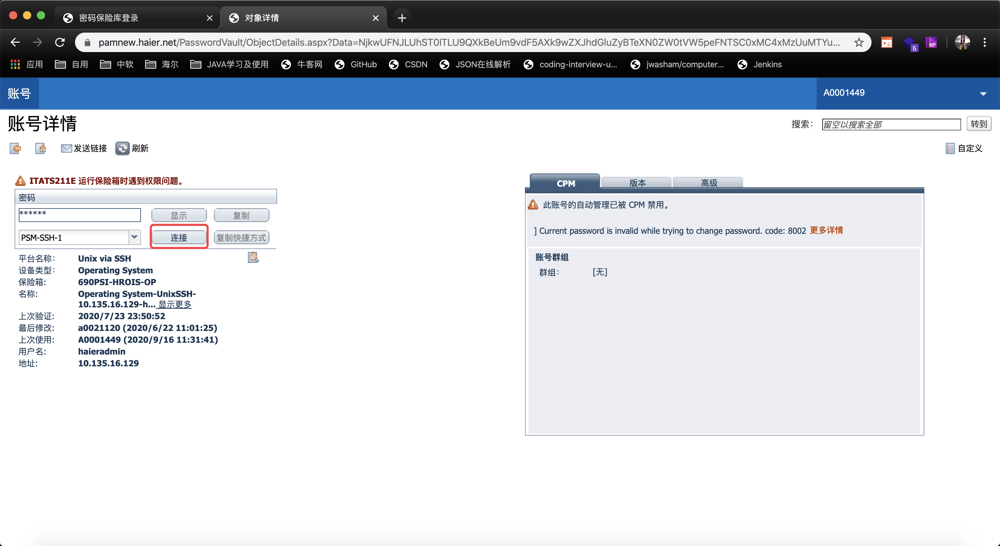 密码保险库登录
对象详情
pamnew.haier.net/PasswordVault/ObjectDetails.aspx?Data=NjkwUFNJLUhST0lTLU9QXkBeUm9vdF5AXk9wZXJhdGluZyBTeXN0ZW0tVW5peFNTSC0xMC4xMzUuMTYu...
5
RP
应用
自用
中软
海尔
JAVA学习及使用
牛客网
GitHub
CSDN
JSON在线解析
coding-interview-u...
jwasham/computer...
Jenkins
账号
A0001449
账号详情
搜索:
留空以搜索全部
转到
发送链接
刷新
自定义
ITATS211E 运行保险箱时遇到权限问题。
密码
******
显示
复制
PSM-SSH-1
连接
复制快捷方式
平台名称: Unix via SSH
设备类型: Operating System
保险箱: 690PSI-HROIS-OP
名称: Operating System-UnixSSH-
10.135.16.129-h... 显示更多
上次验证: 2020/7/23 23:50:52
最后修改: a0021120 (2020/6/22 11:01:25)
上次使用: A0001449 (2020/9/16 11:31:41)
用户名: haieradmin
地址: 10.135.16.129
CPM
版本
高级
此账号的自动管理已被 CPM 禁用。
] Current password is invalid while trying to change password. code: 8002 更多详情
账号群组
群组: [无]